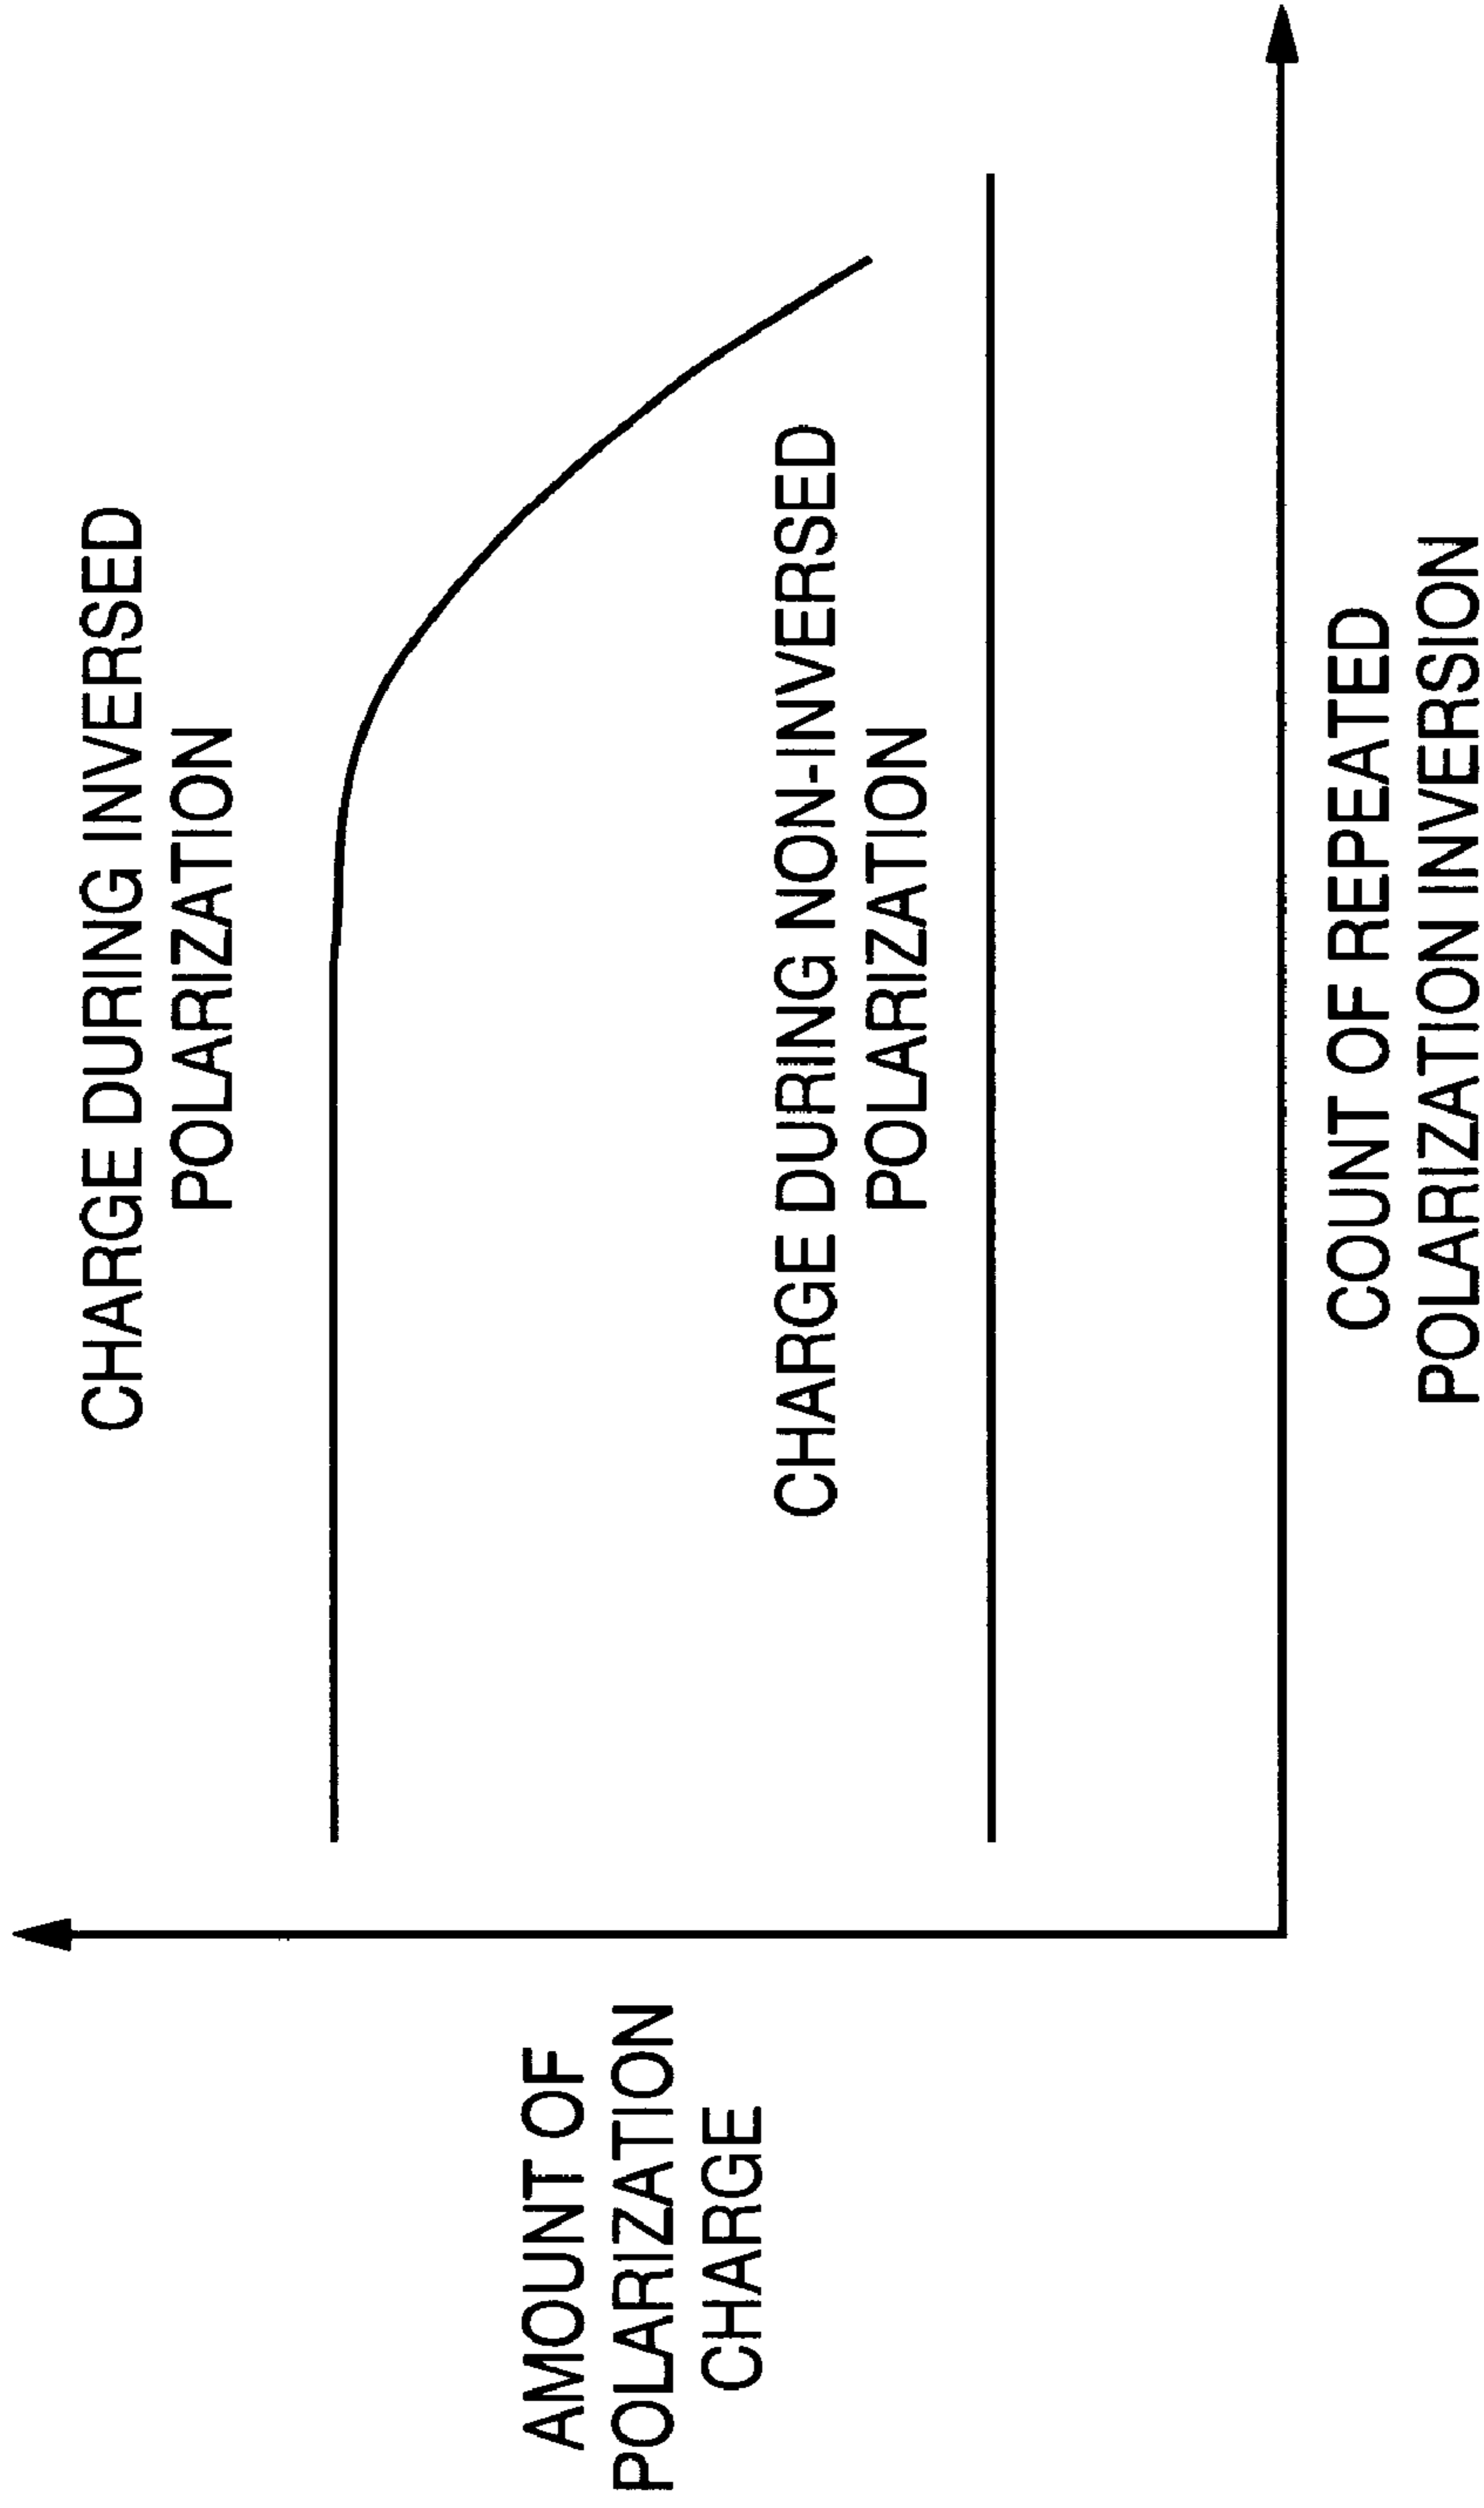 CHARGE DURING INVERSED
POLARIZATION
AMOUNT OF
POLARIZATION
CHARGE
CHARGE DURING NON-INVERSED
POLARIZATION
COUNT OF REPEATED
POLARIZATION INVERSION